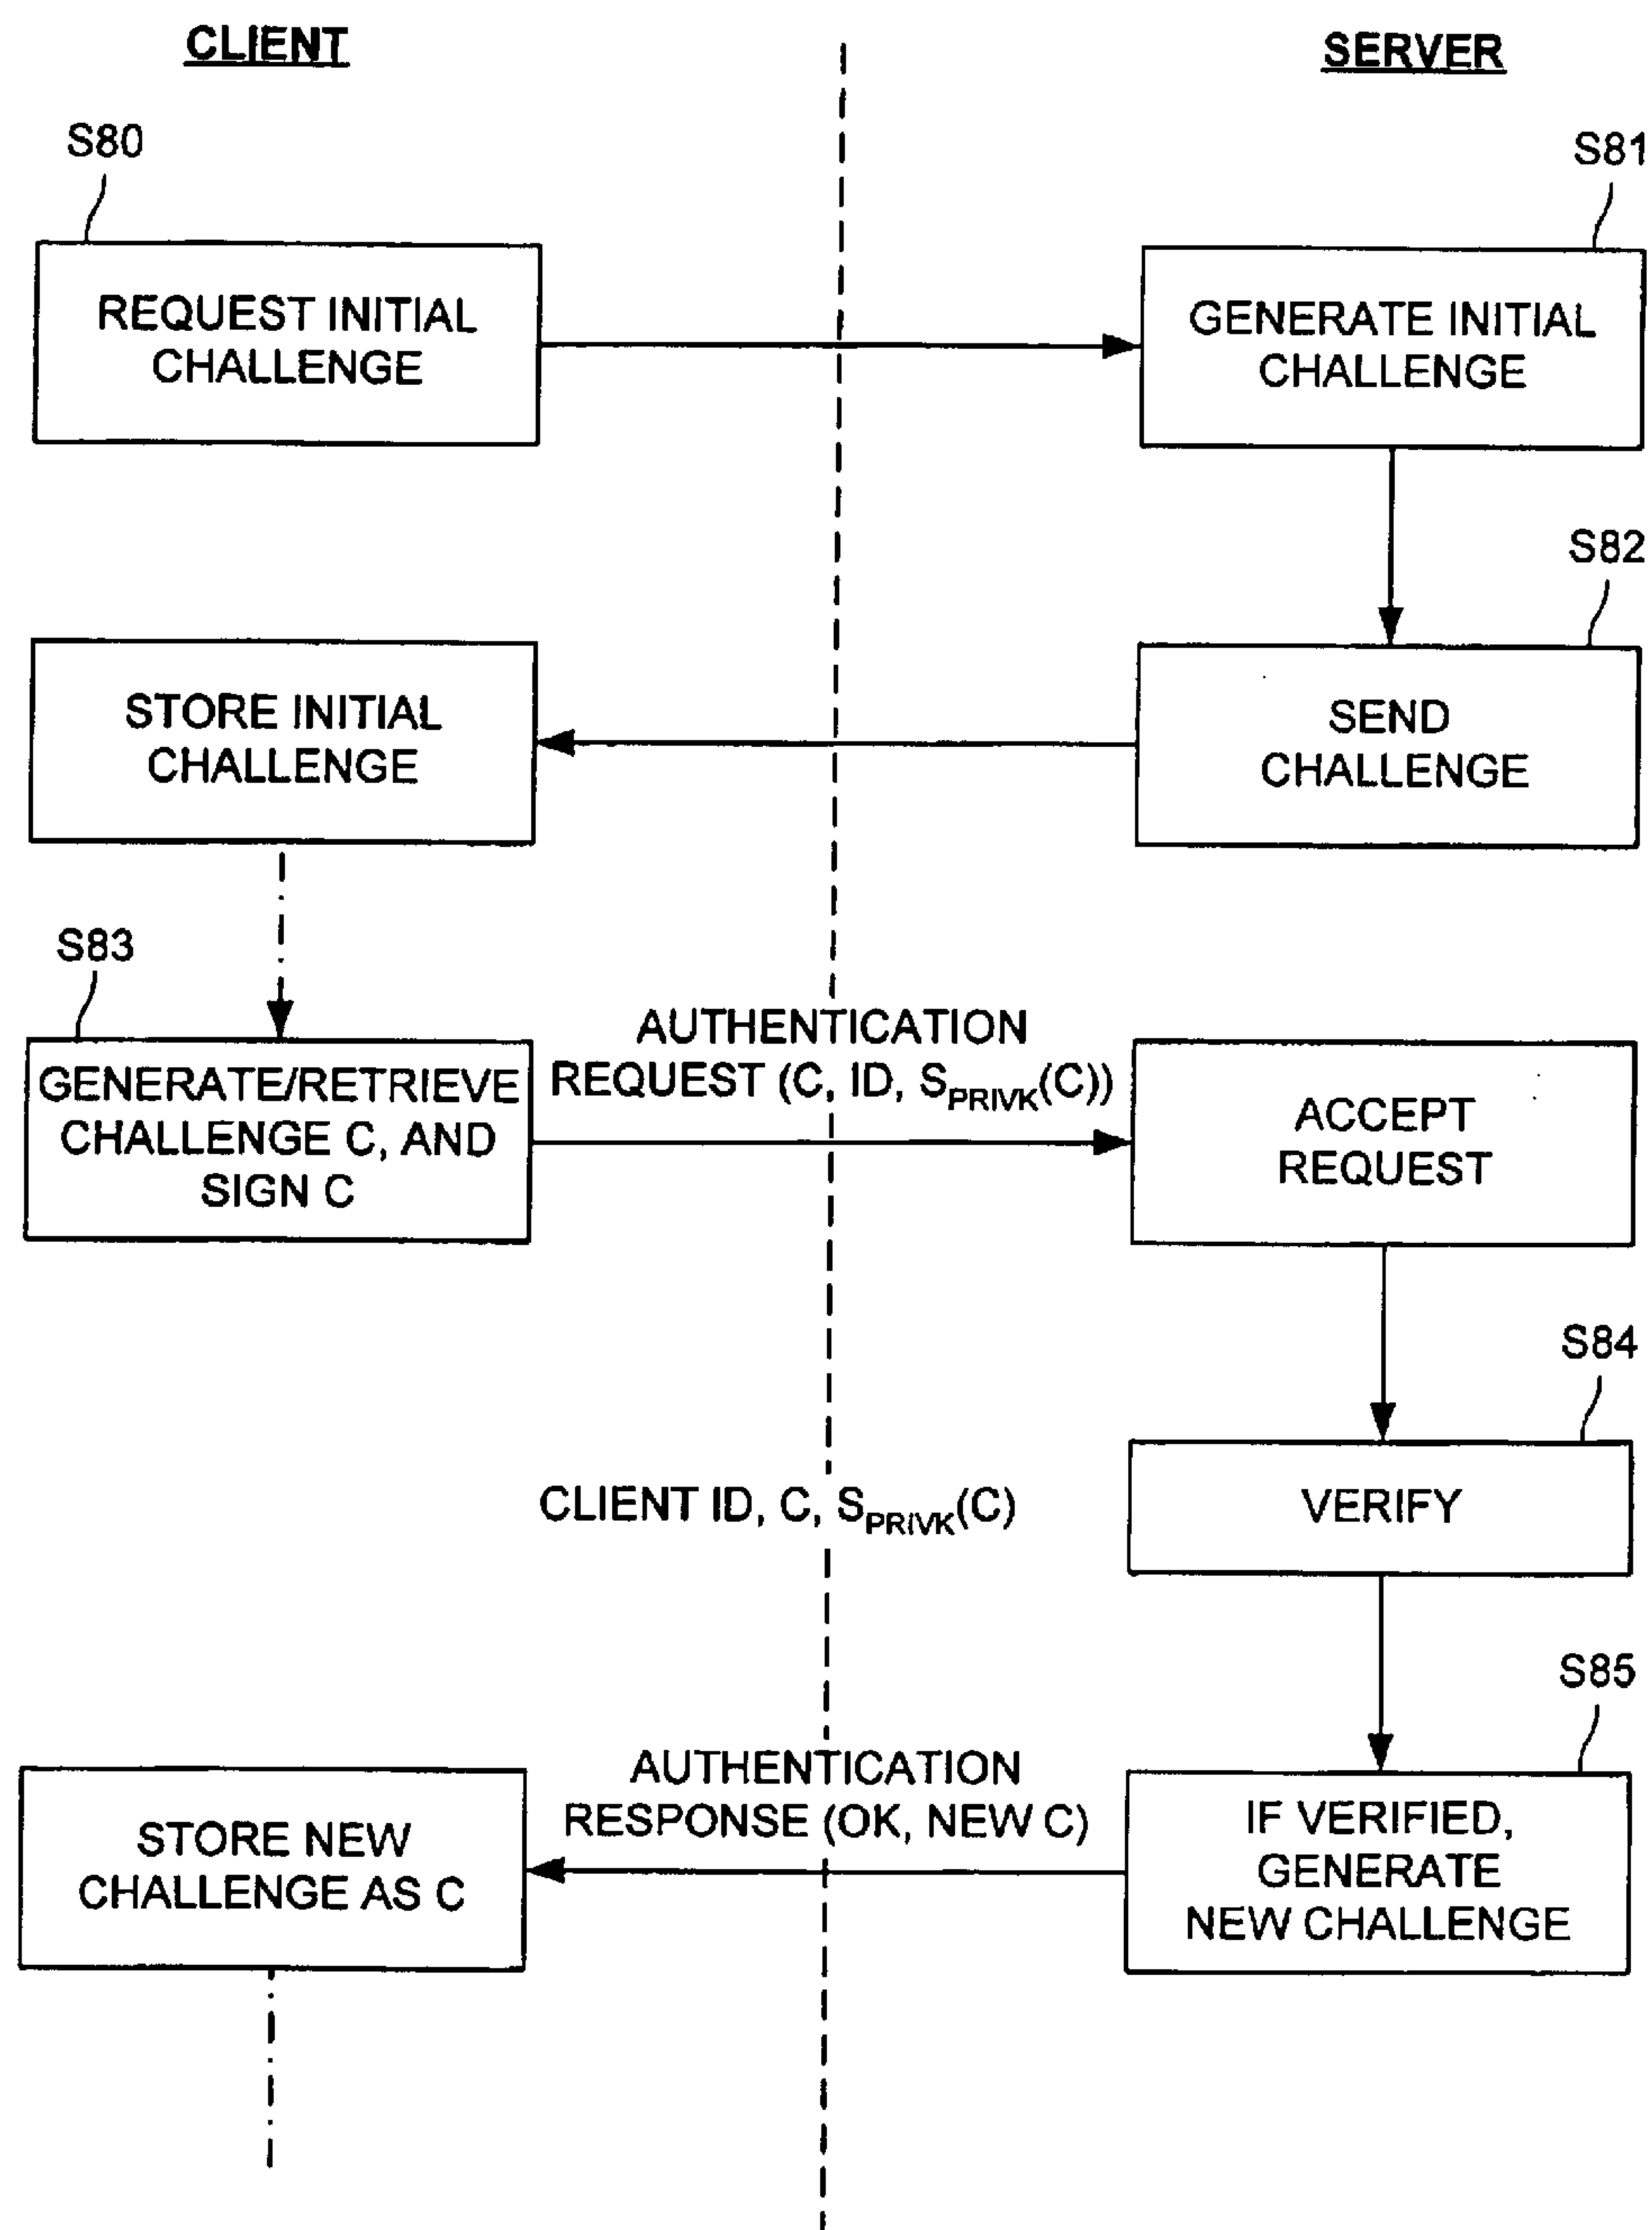 CLIENT
SERVER
S80
S81
REQUEST INITIAL
CHALLENGE
GENERATE INITIAL
CHALLENGE
S82
STORE INITIAL
CHALLENGE
SEND
CHALLENGE
S83
GENERATE/RETRIEVE
CHALLENGE C, AND
SIGN C
AUTHENTICATION
REQUEST (C, ID, S_PRIVK(C))
ACCEPT
REQUEST
S84
CLIENT ID, C, S_PRIVK(C)
VERIFY
S85
STORE NEW
CHALLENGE AS C
AUTHENTICATION
RESPONSE (OK, NEW C)
IF VERIFIED,
GENERATE
NEW CHALLENGE